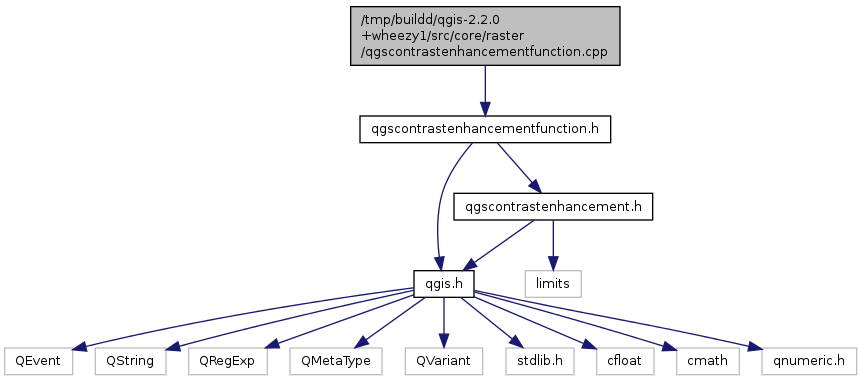 /tmp/buildd/qgis-2.2.0
+wheezy1/src/core/raster
/qgscontrastenhancementfunction.cpp
qgscontrastenhancementfunction.h
qgscontrastenhancement.h
qgis.h
limits
QEvent
QString
QRegExp
QMetaType
QVariant
stdlib.h
cfloat
cmath
qnumeric.h